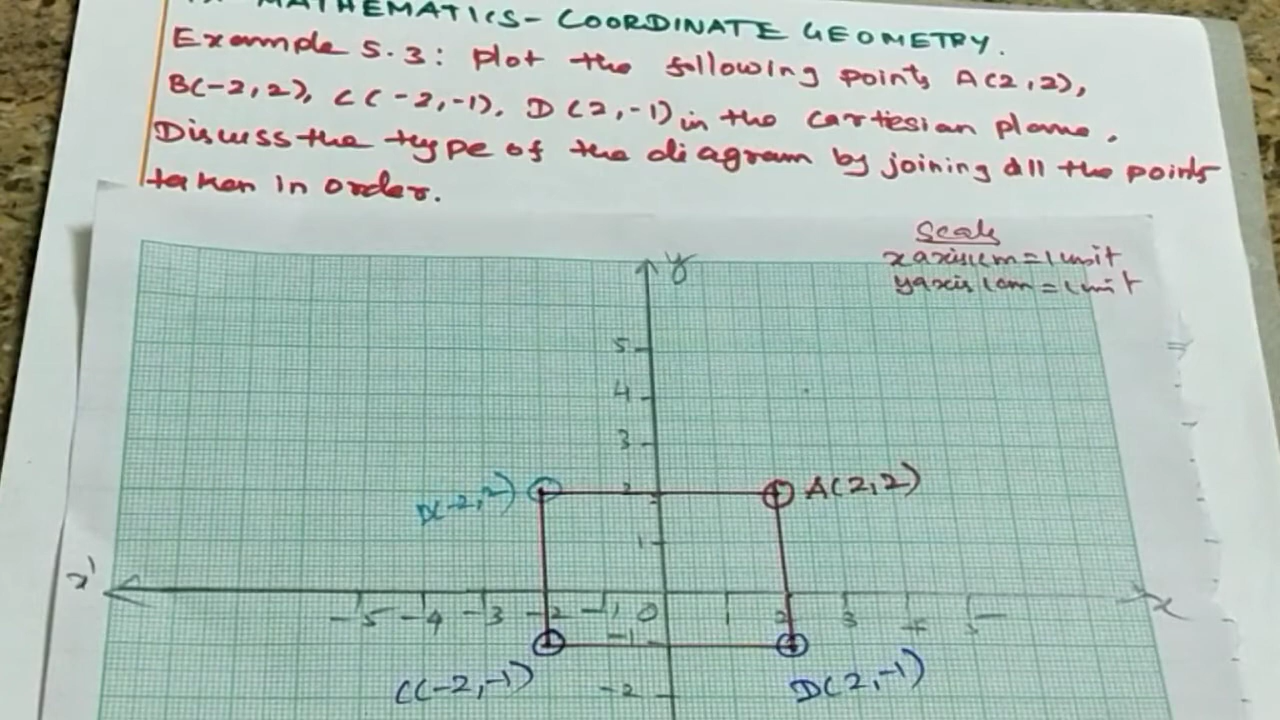 MATHEMATICS - COORDINATE GEOMETRY.
Example 5.3: Plot the following points A(2,2),
B(-2,2), C(-2,-1), D(2,-1) in the cartesian plane.
Discuss the type of the diagram by joining all the points
taken in order.
Scale
x axis 1cm = 1 unit
y axis 1cm = 1 unit
y
5
4
3
B(-2,2) 2 A(2,2)
1
x' x
-5 -4 -3 -2 -1 0 1 2 3 4 5
-1
C(-2,-1) D(2,-1)
-2